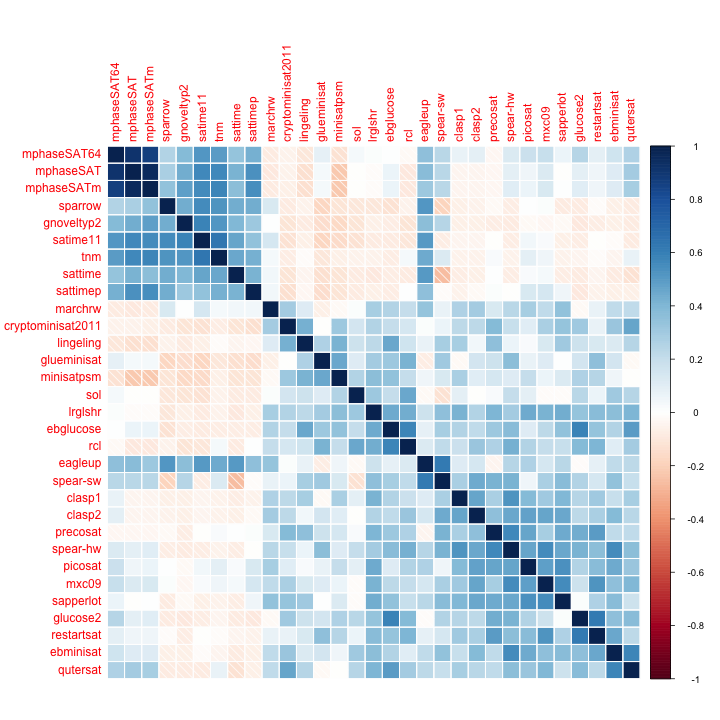 mphaseSAT64
mphaseSAT
mphaseSATm
sparrow
gnoveltyp2
satime11
tnm
sattime
sattimep
marchrw
cryptominisat2011
lingeling
glueminisat
minisatpsm
sol
lrglshr
ebglucose
rcl
eagleup
spear-sw
clasp1
clasp2
precosat
spear-hw
picosat
mxc09
sapperlot
glucose2
restartsat
ebminisat
qutersat
mphaseSAT64
mphaseSAT
mphaseSATm
sparrow
gnoveltyp2
satime11
tnm
sattime
sattimep
marchrw
cryptominisat2011
lingeling
glueminisat
minisatpsm
sol
lrglshr
ebglucose
rcl
eagleup
spear-sw
clasp1
clasp2
precosat
spear-hw
picosat
mxc09
sapperlot
glucose2
restartsat
ebminisat
qutersat
1
0.8
0.6
0.4
0.2
0
-0.2
-0.4
-0.6
-0.8
-1